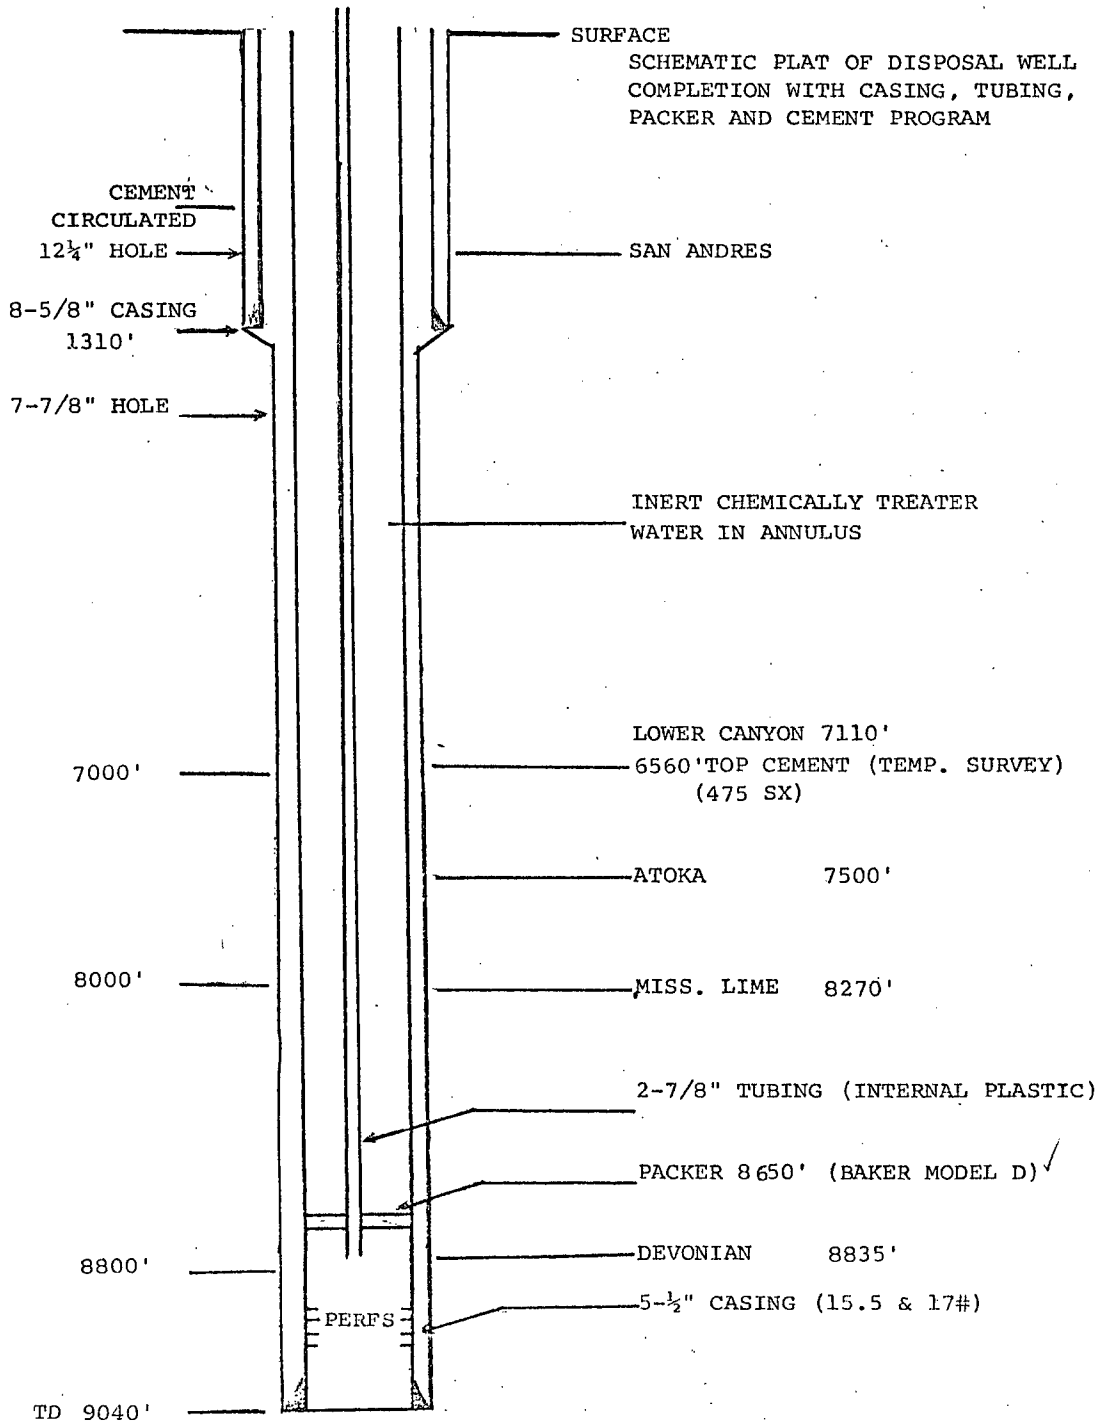 SURFACE
SCHEMATIC PLAT OF DISPOSAL WELL
COMPLETION WITH CASING, TUBING,
PACKER AND CEMENT PROGRAM
CEMENT
CIRCULATED
12¼" HOLE
SAN ANDRES
8-5/8" CASING
1310'
7-7/8" HOLE
INERT CHEMICALLY TREATER
WATER IN ANNULUS
LOWER CANYON 7110'
7000'
6560'TOP CEMENT (TEMP. SURVEY)
(475 SX)
ATOKA 7500'
8000'
MISS. LIME 8270'
2-7/8" TUBING (INTERNAL PLASTIC)
PACKER 8650' (BAKER MODEL D)
DEVONIAN 8835'
8800'
5-½" CASING (15.5 & 17#)
PERFS
TD 9040'